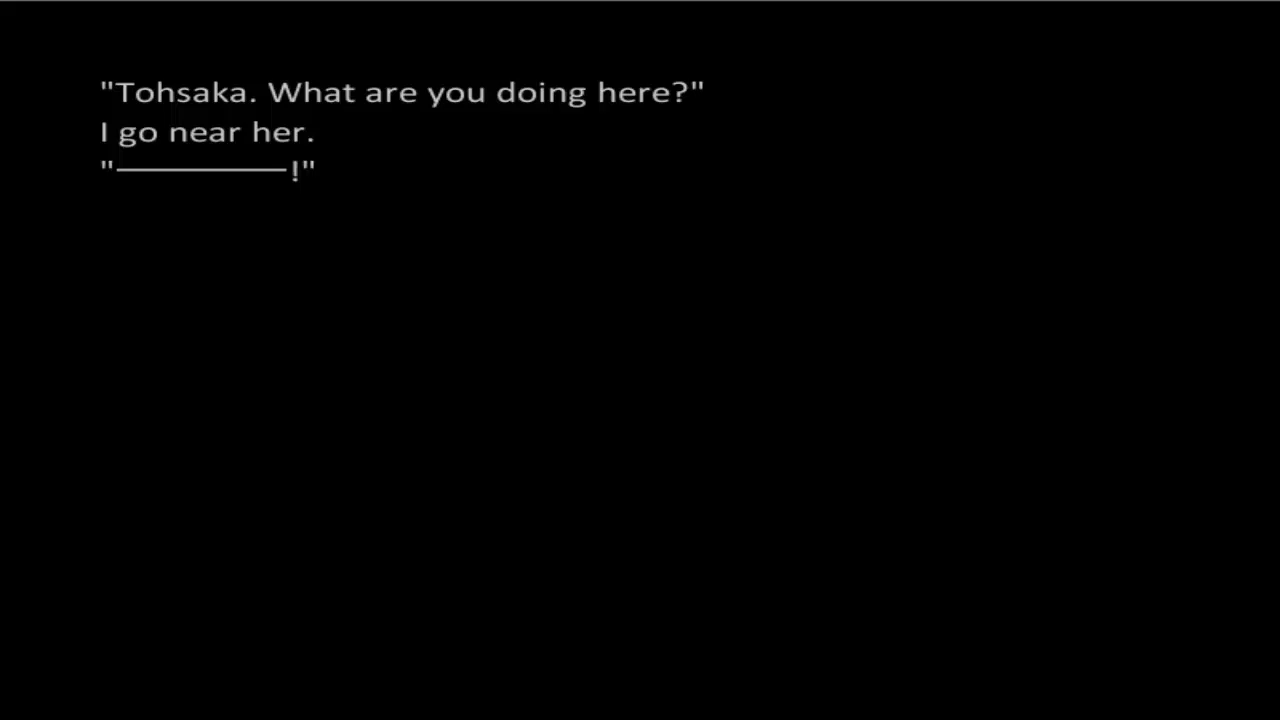 "Tohsaka. What are you doing here?"
I go near her.
"―――――――!"